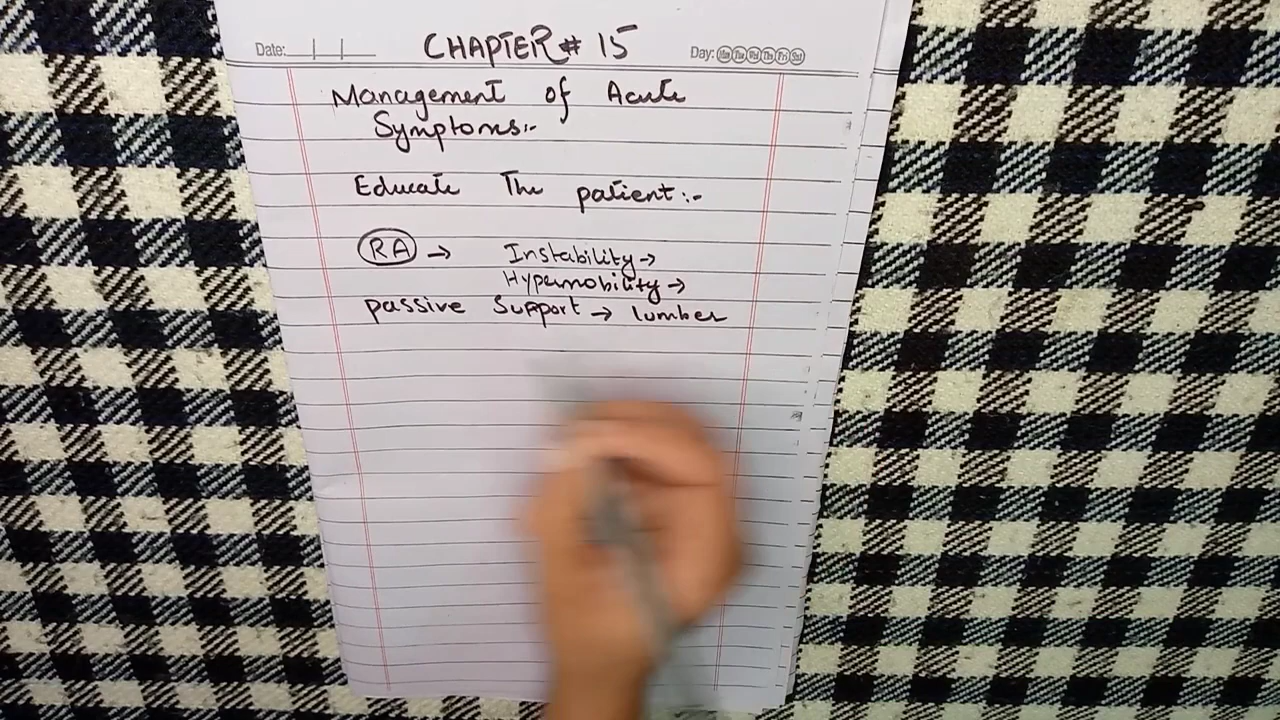 Date: CHAPTER # 15 Day:
Management of Acute
Symptoms:-
Educate The patient:-
RA → Instability →
Hypermobility →
passive Support → lumber